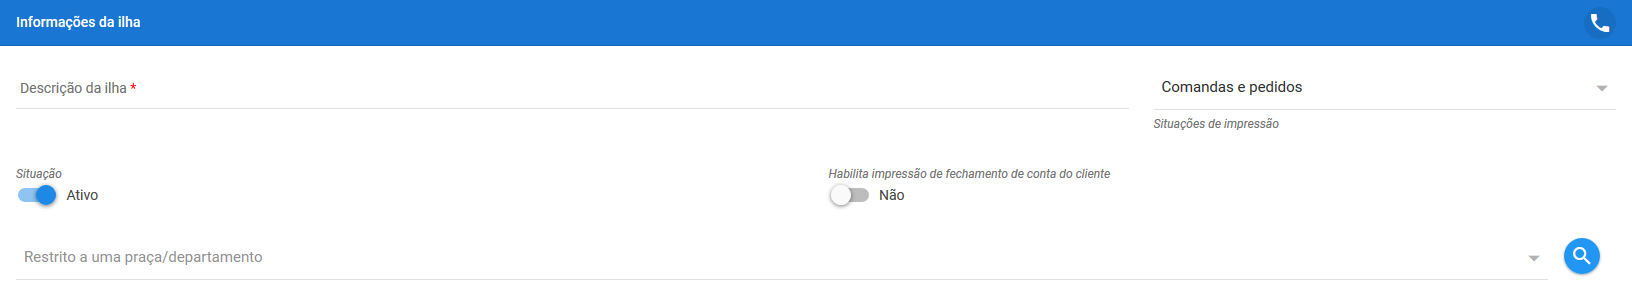 Informações da ilha
Descrição da ilha *
Comandas e pedidos
Situações de impressão
Situação
Ativo
Habilita impressão de fechamento de conta do cliente
Não
Restrito a uma praça/departamento